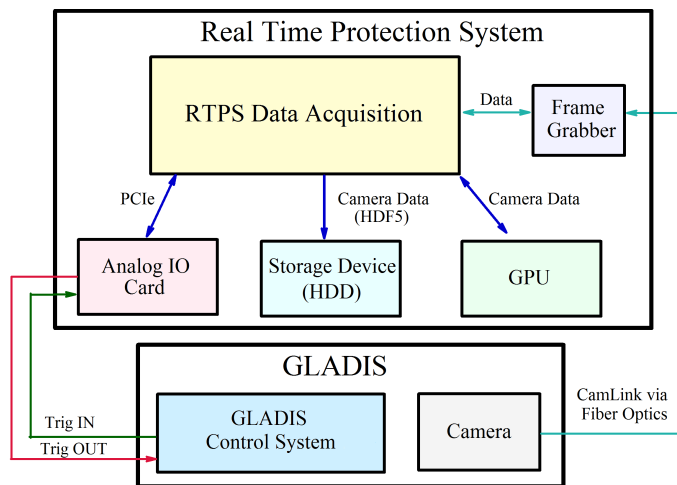 Real Time Protection System
RTPS Data Acquisition
Data
Frame
Grabber
PCIe
Camera Data
(HDF5)
Camera Data
Analog IO
Card
Storage Device
(HDD)
GPU
GLADIS
GLADIS
Control System
Camera
CamLink via
Fiber Optics
Trig IN
Trig OUT